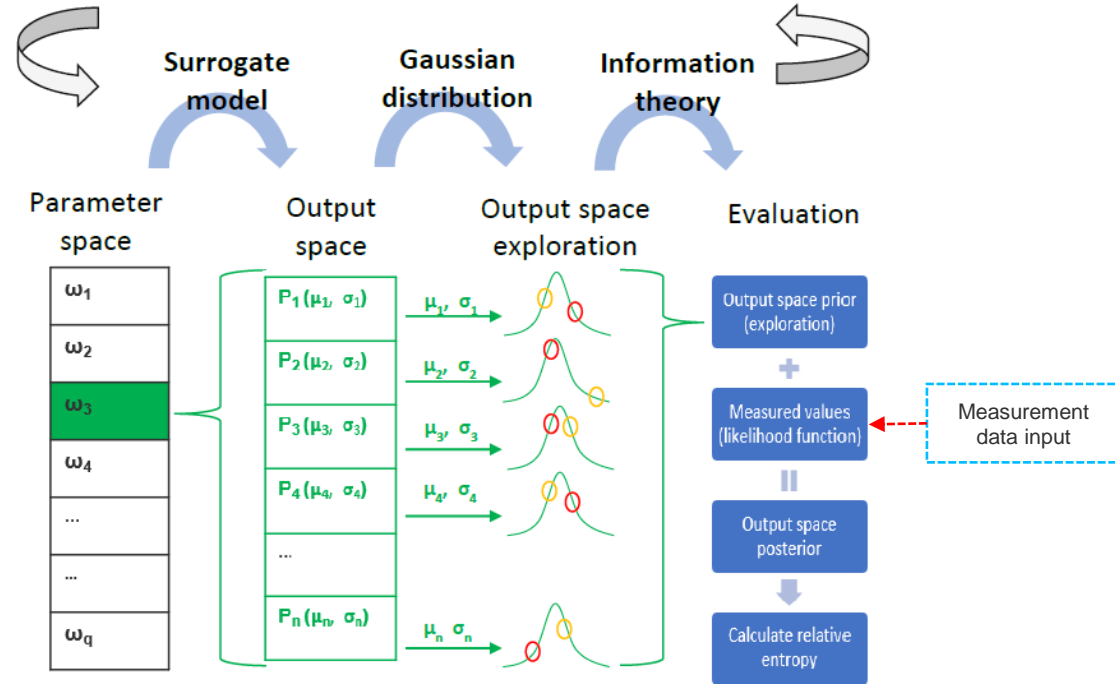 Surrogate
model
Gaussian
distribution
Information
theory
Parameter
space
Output
space
Output space
exploration
Evaluation
ω₁
ω₂
ω₃
ω₄
...
...
ω_q
P₁(μ₁, σ₁)
P₂(μ₂, σ₂)
P₃(μ₃, σ₃)
P₄(μ₄, σ₄)
...
Pₙ(μₙ, σₙ)
μ₁, σ₁
μ₂, σ₂
μ₃, σ₃
μ₄, σ₄
μₙ σₙ
Output space prior
(exploration)
Measured values
(likelihood function)
Output space
posterior
Calculate relative
entropy
Measurement
data input